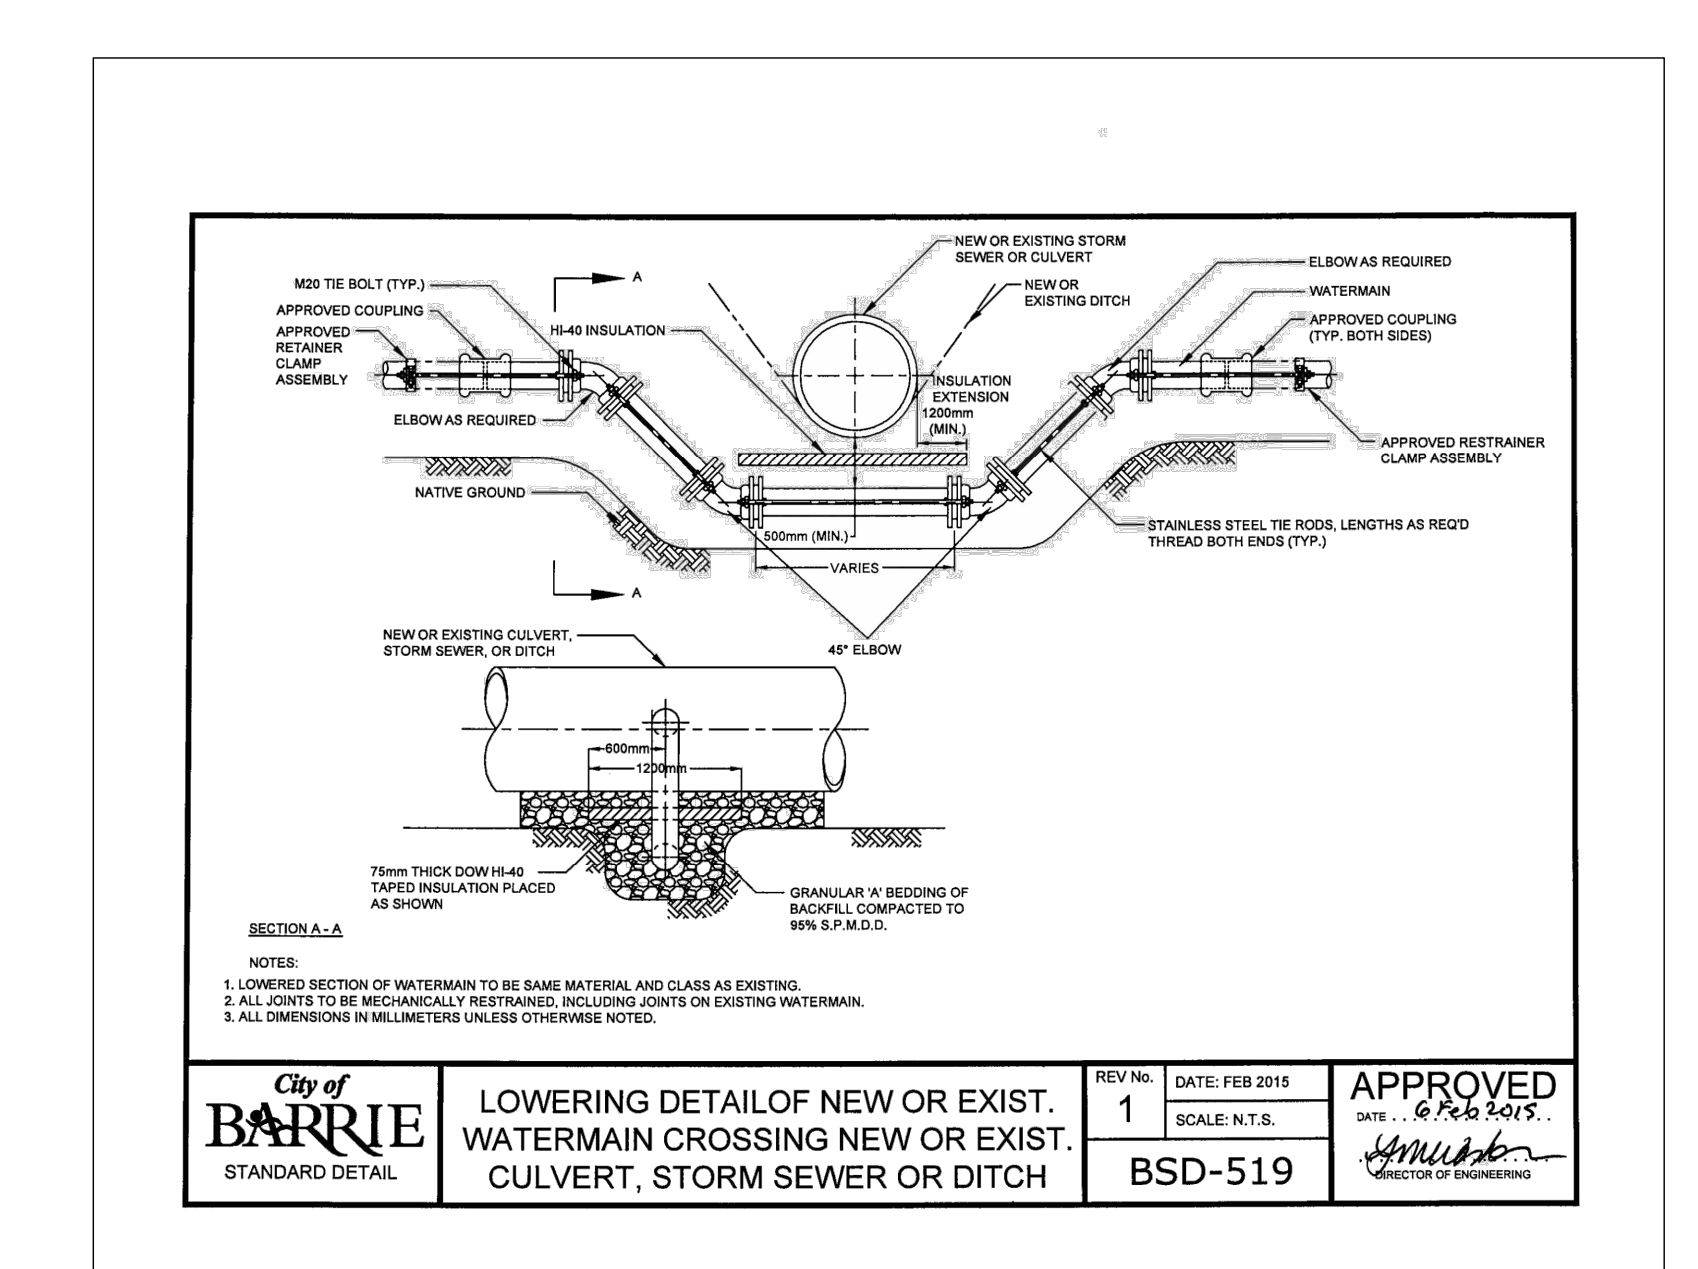 NEW OR EXISTING STORM
SEWER OR CULVERT
ELBOW AS REQUIRED
M20 TIE BOLT (TYP.)
A
NEW OR
EXISTING DITCH
WATERMAIN
APPROVED COUPLING
APPROVED COUPLING
(TYP. BOTH SIDES)
APPROVED
RETAINER
CLAMP
ASSEMBLY
HI-40 INSULATION
INSULATION
EXTENSION
1200mm
(MIN.)
ELBOW AS REQUIRED
APPROVED RESTRAINER
CLAMP ASSEMBLY
NATIVE GROUND
STAINLESS STEEL TIE RODS, LENGTHS AS REQ'D
THREAD BOTH ENDS (TYP.)
500mm (MIN.)
VARIES
A
45° ELBOW
NEW OR EXISTING CULVERT,
STORM SEWER, OR DITCH
600mm
1200mm
75mm THICK DOW HI-40
TAPED INSULATION PLACED
AS SHOWN
GRANULAR 'A' BEDDING OF
BACKFILL COMPACTED TO
95% S.P.M.D.D.
SECTION A - A
NOTES:
1. LOWERED SECTION OF WATERMAIN TO BE SAME MATERIAL AND CLASS AS EXISTING.
2. ALL JOINTS TO BE MECHANICALLY RESTRAINED, INCLUDING JOINTS ON EXISTING WATERMAIN.
3. ALL DIMENSIONS IN MILLIMETERS UNLESS OTHERWISE NOTED.
City of
BARRIE
STANDARD DETAIL
LOWERING DETAILOF NEW OR EXIST.
WATERMAIN CROSSING NEW OR EXIST.
CULVERT, STORM SEWER OR DITCH
REV No.
1
DATE: FEB 2015
SCALE: N.T.S.
BSD-519
APPROVED
DATE 6 Feb 2015
DIRECTOR OF ENGINEERING